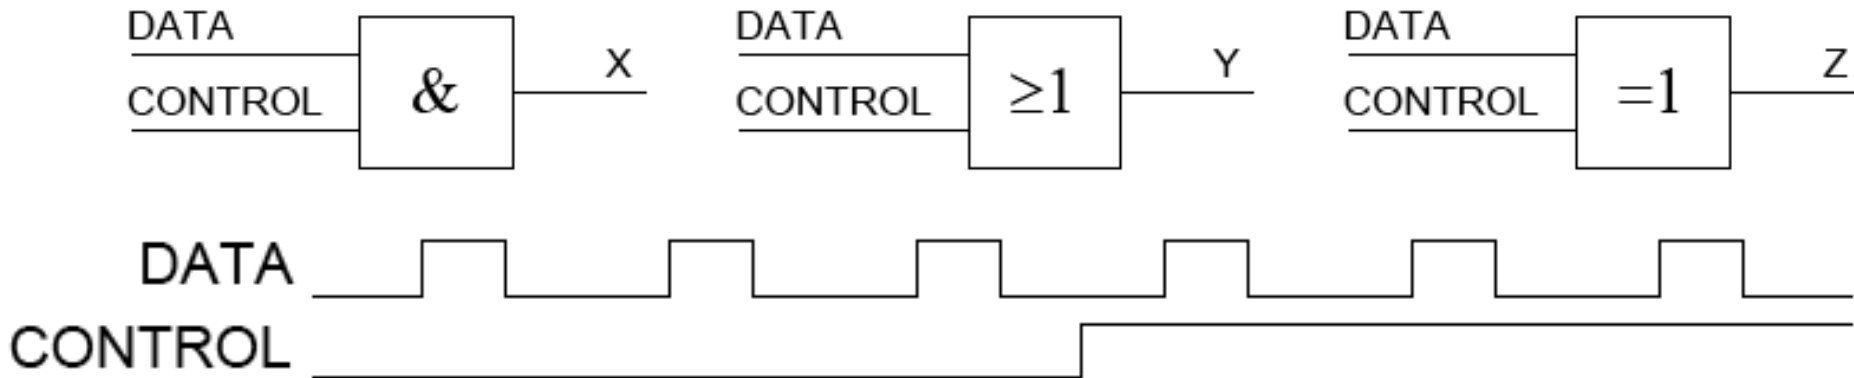 DATA
CONTROL
&
X
DATA
CONTROL
≥1
Y
DATA
CONTROL
=1
Z
DATA
CONTROL